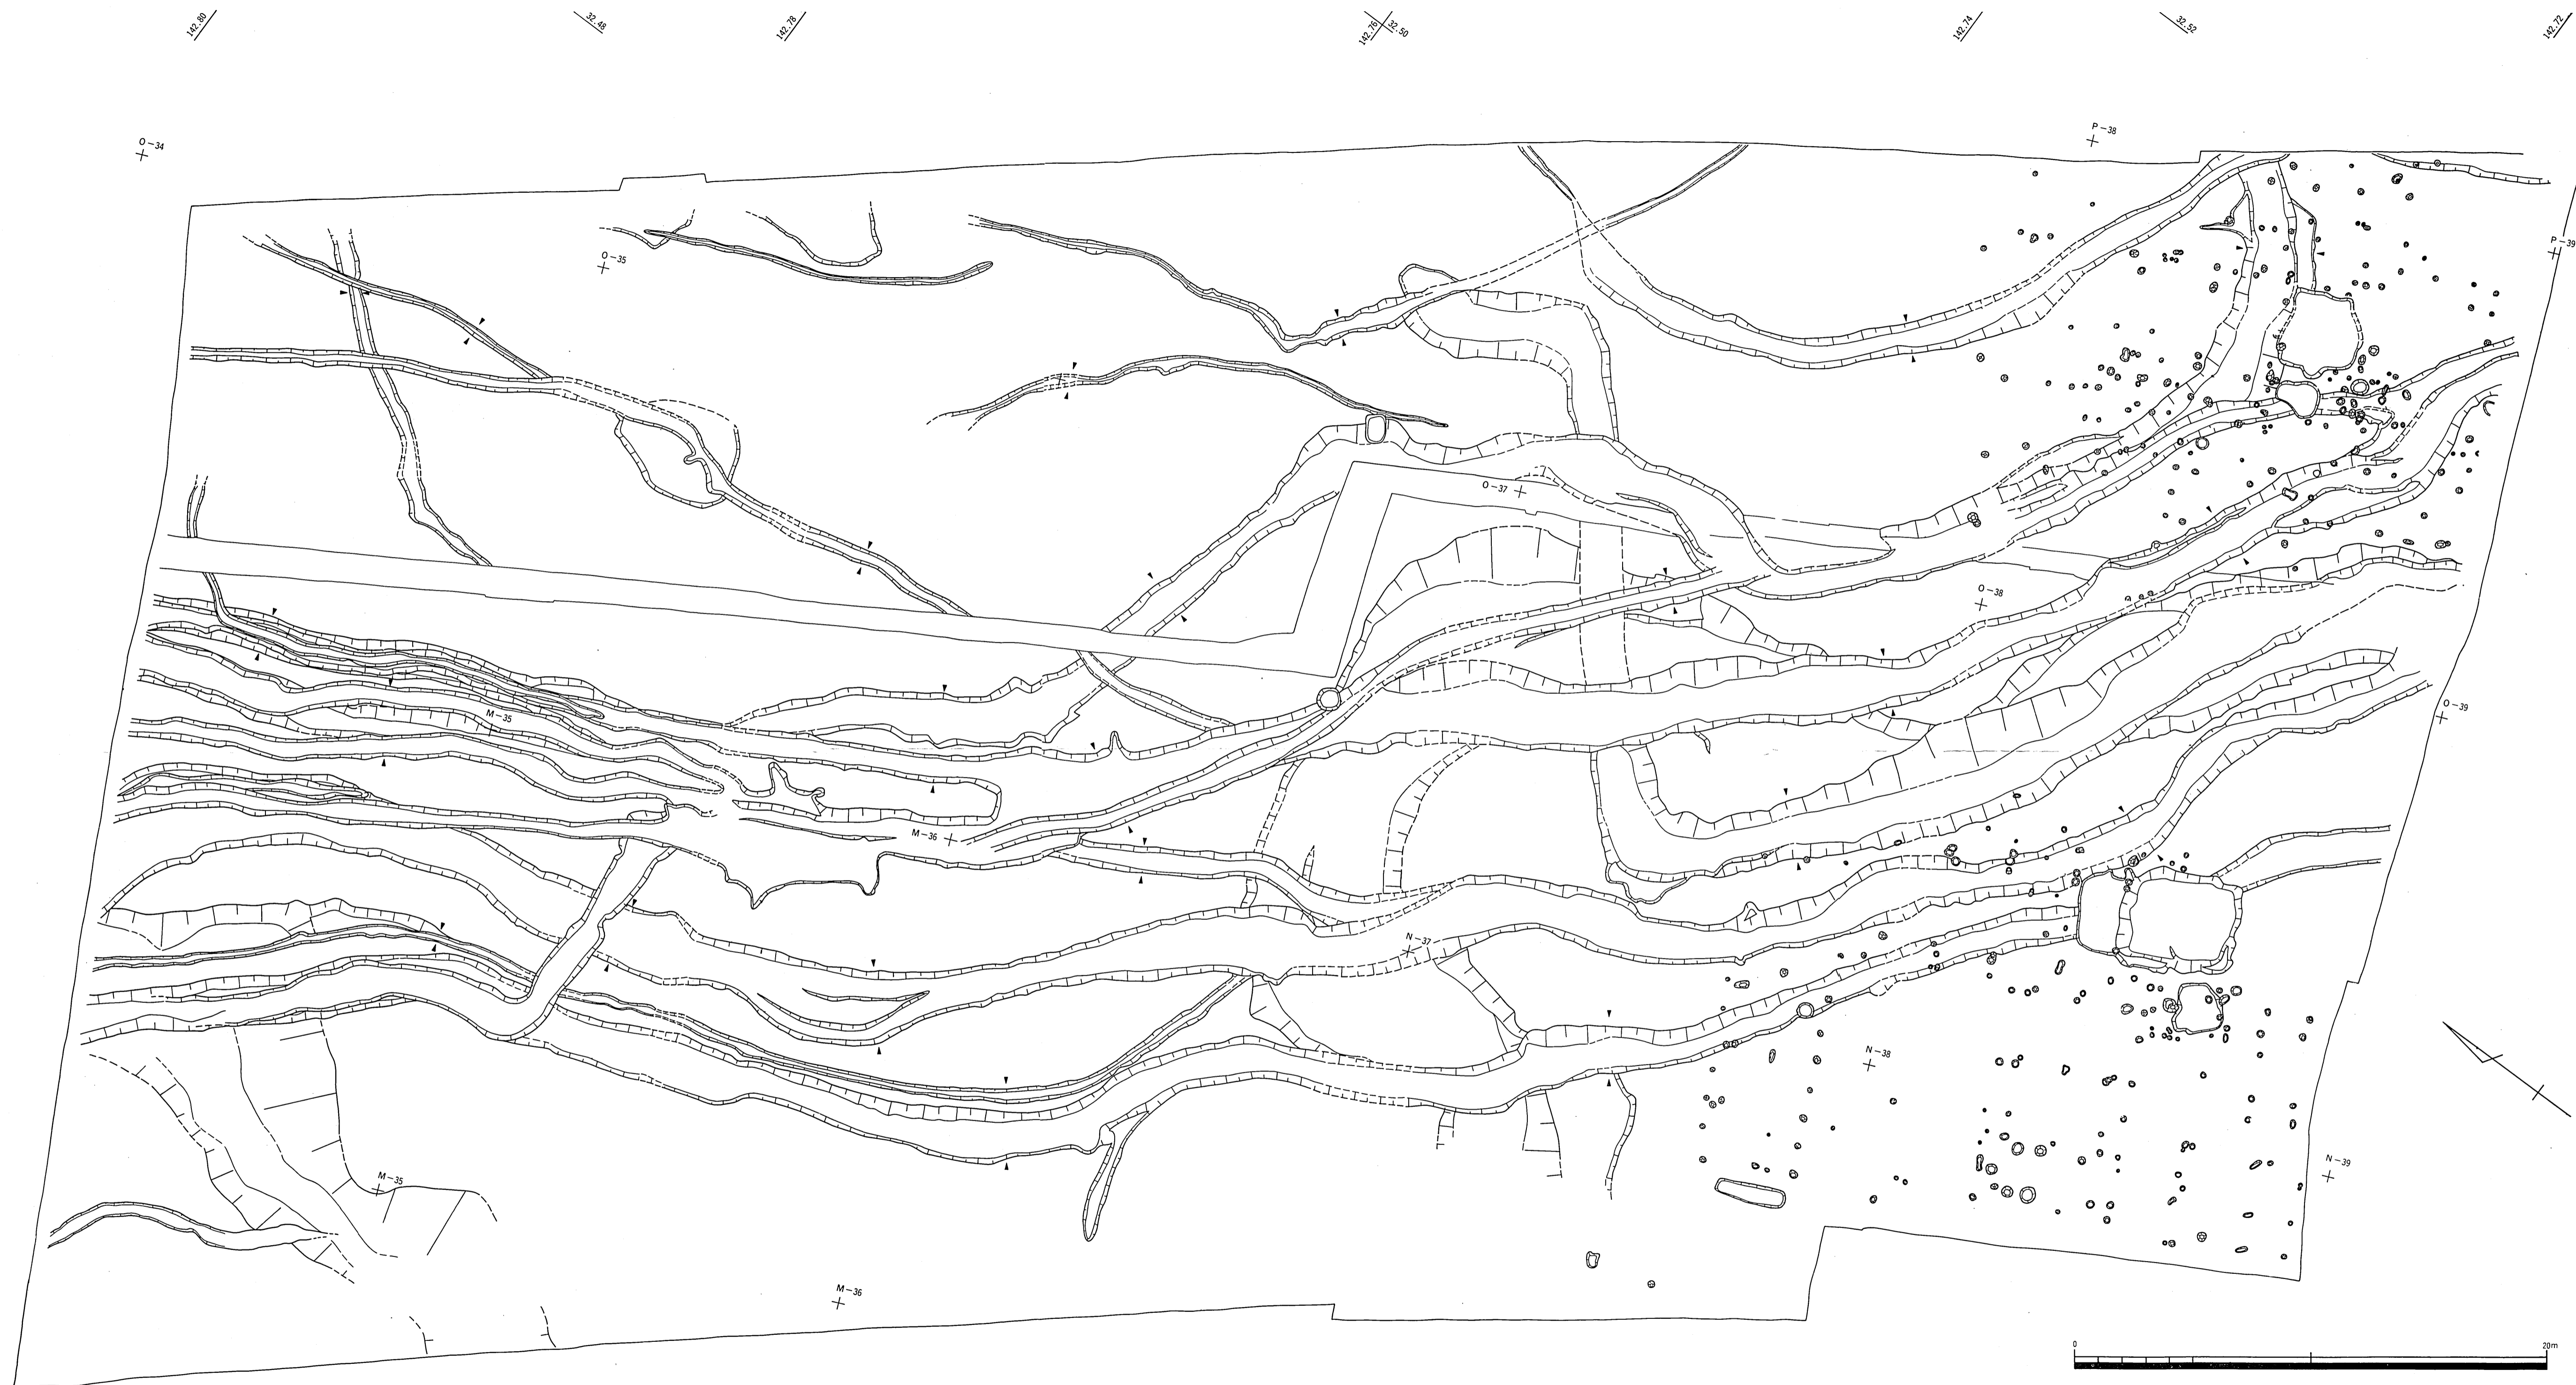 142.80
32.48
142.78
142.76
32.50
142.74
32.52
142.72
O-34
P-38
O-35
P-39
O-37
O-38
M-35
O-39
M-36
N-37
N-38
M-35
N-39
M-36
0 20m